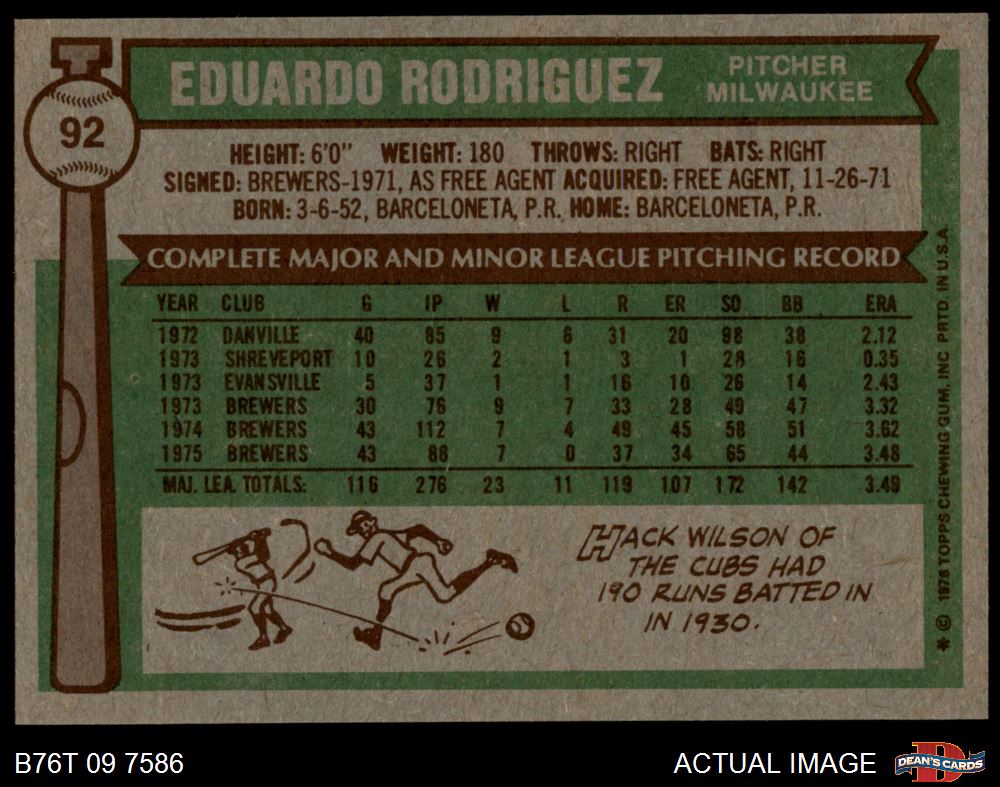 92
EDUARDO RODRIGUEZ
PITCHER
MILWAUKEE
HEIGHT: 6'0" WEIGHT: 180 THROWS: RIGHT BATS: RIGHT
SIGNED: BREWERS-1971, AS FREE AGENT ACQUIRED: FREE AGENT, 11-26-71
BORN: 3-6-52, BARCELONETA, P.R. HOME: BARCELONETA, P.R.
COMPLETE MAJOR AND MINOR LEAGUE PITCHING RECORD
YEAR CLUB G IP W L R ER SO BB ERA
1972 DANVILLE 40 85 9 6 31 20 98 38 2.12
1973 SHREVEPORT 10 26 2 1 3 1 28 16 0.35
1973 EVANSVILLE 5 37 1 1 16 10 26 14 2.43
1973 BREWERS 30 76 9 7 33 28 49 47 3.32
1974 BREWERS 43 112 7 4 49 45 58 51 3.62
1975 BREWERS 43 88 7 0 37 34 65 44 3.48
MAJ. LEA. TOTALS: 116 276 23 11 119 107 172 142 3.49
HACK WILSON OF
THE CUBS HAD
190 RUNS BATTED IN
IN 1930.
* © 1976 TOPPS CHEWING GUM, INC PRTD. IN U.S.A.
B76T 09 7586
ACTUAL IMAGE
D
DEAN'S CARDS